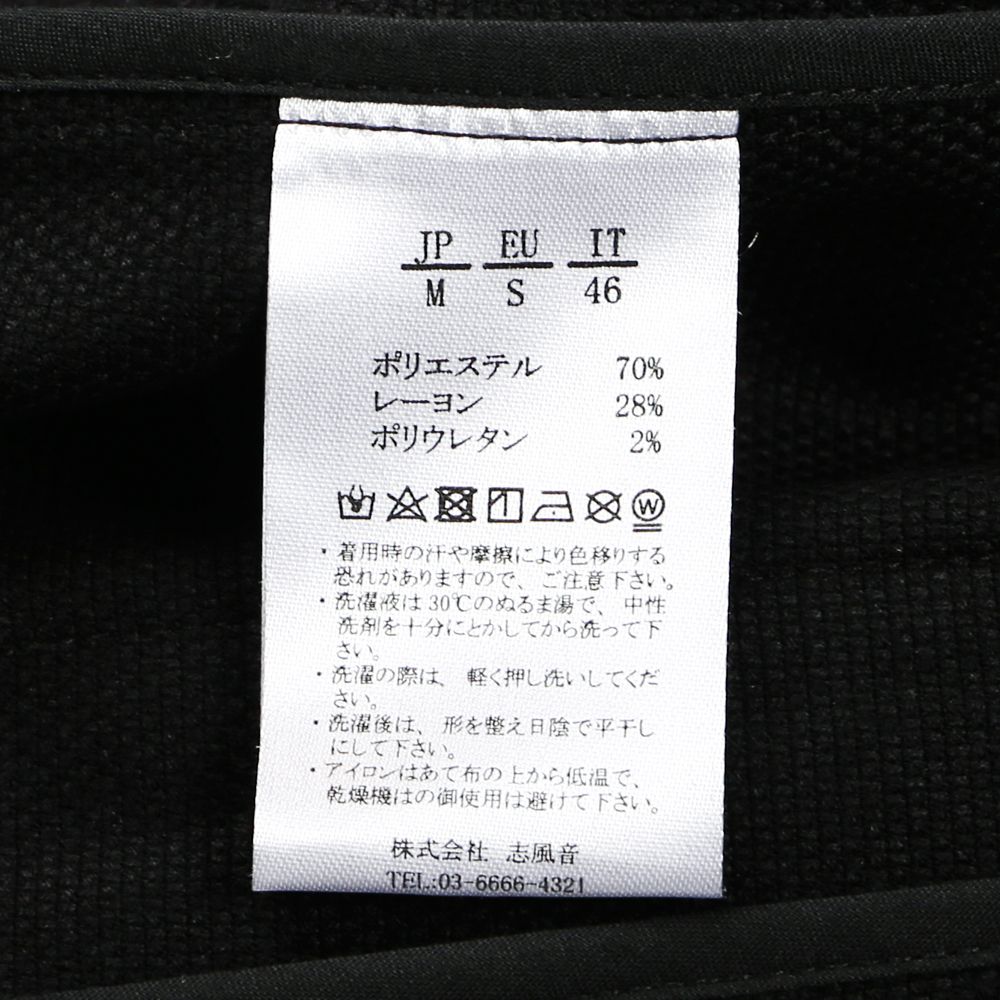 JP EU IT
M S 46
ポリエステル 70%
レーヨン 28%
ポリウレタン 2%
W
・着用時の汗や摩擦により色移りする
恐れがありますので、ご注意下さい。
・洗濯液は30℃のぬるま湯で、中性
洗剤を十分にとかしてから洗って下
さい。
・洗濯の際は、軽く押し洗いしてくだ
さい。
・洗濯後は、形を整え日陰で平干し
にして下さい。
・アイロンはあて布の上から低温で、
乾燥機はの御使用は避けて下さい。
株式会社 志風音
TEL:03-6666-4321